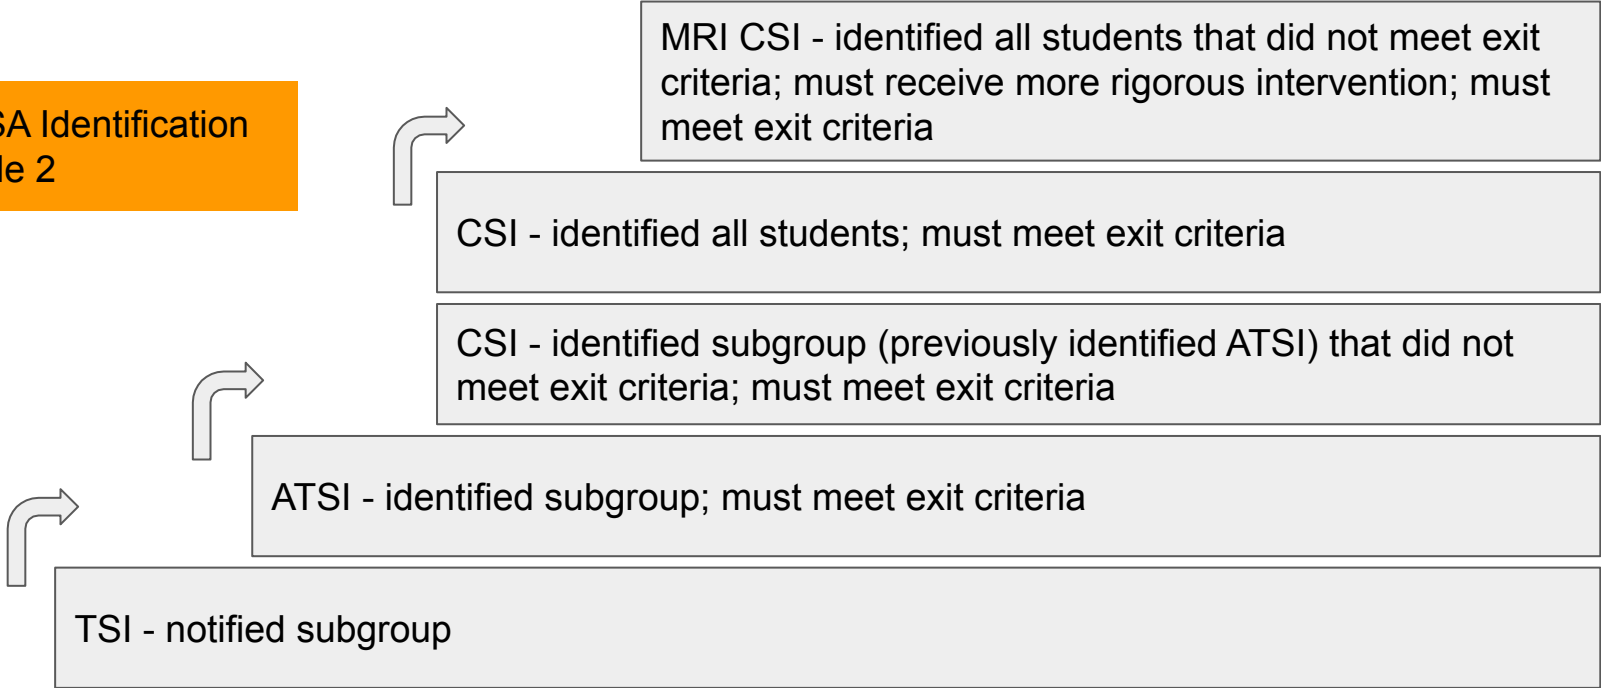 MRI CSI - identified all students that did not meet exit
criteria; must receive more rigorous intervention; must
meet exit criteria
Identification
2
CSI - identified all students; must meet exit criteria
CSI - identified subgroup (previously identified ATSI) that did not
meet exit criteria; must meet exit criteria
ATSI - identified subgroup; must meet exit criteria
TSI - notified subgroup